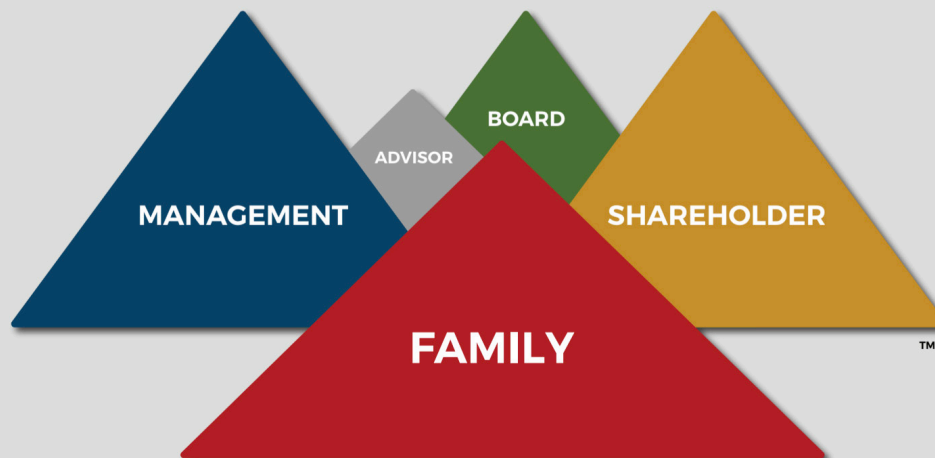 BOARD
ADVISOR
MANAGEMENT
SHAREHOLDER
FAMILY
TM